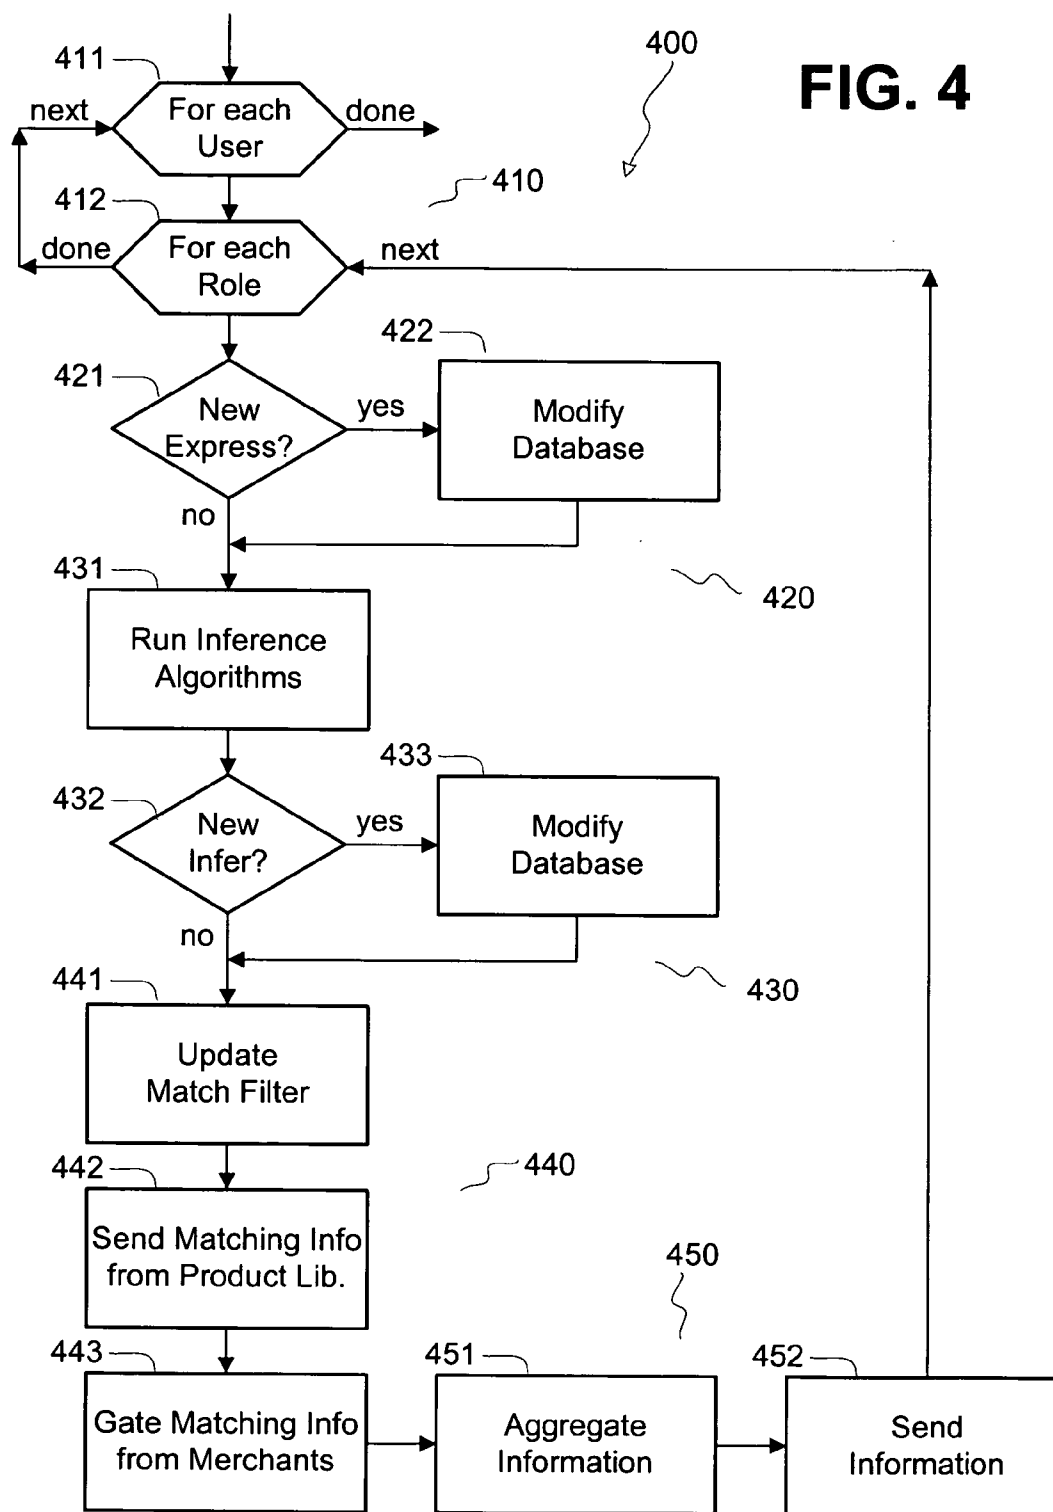 FIG. 4
400
411
next
For each
User
done
410
412
done
For each
Role
next
422
421
New
Express?
yes
Modify
Database
no
420
431
Run Inference
Algorithms
433
432
New
Infer?
yes
Modify
Database
no
430
441
Update
Match Filter
440
442
Send Matching Info
from Product Lib.
450
443
Gate Matching Info
from Merchants
451
Aggregate
Information
452
Send
Information